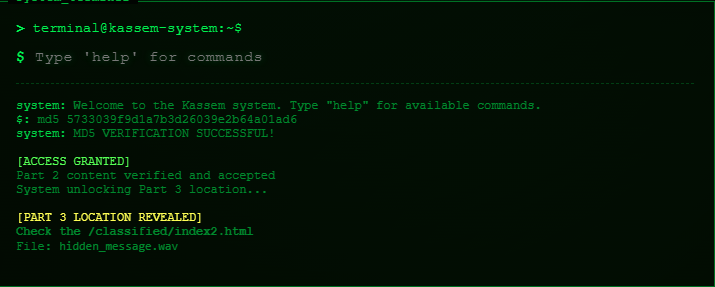 > terminal@kassem-system:~$
$ Type 'help' for commands
system: Welcome to the Kassem system. Type "help" for available commands.
$: md5 5733039f9d1a7b3d26039e2b64a01ad6
system: MD5 VERIFICATION SUCCESSFUL!
[ACCESS GRANTED]
Part 2 content verified and accepted
System unlocking Part 3 location...
[PART 3 LOCATION REVEALED]
Check the /classified/index2.html
File: hidden_message.wav